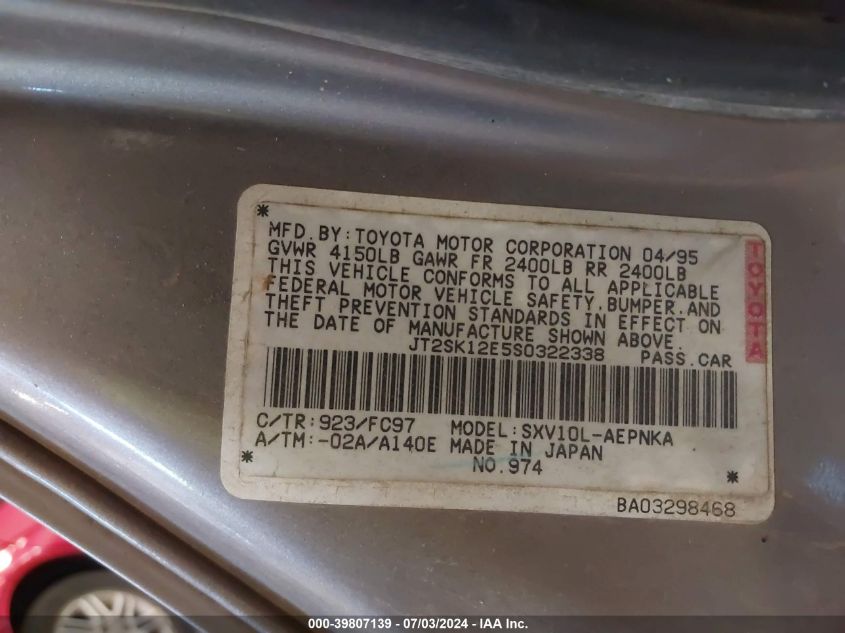 *
MFD.BY:TOYOTA MOTOR CORPORATION 04/95
GVWR 4150LB GAWR FR 2400LB RR 2400LB
THIS VEHICLE CONFORMS TO ALL APPLICABLE
FEDERAL MOTOR VEHICLE SAFETY,BUMPER,AND
THEFT PREVENTION STANDARDS IN EFFECT ON
THE DATE OF MANUFACTURE SHOWN ABOVE.
JT2SK12E5S0322338 PASS.CAR
TOYOTA
C/TR:923/FC97 MODEL:SXV10L-AEPNKA
A/TM:-02A/A140E MADE IN JAPAN
* NO.974 *
BA03298468
000-39807139 - 07/03/2024 - IAA Inc.